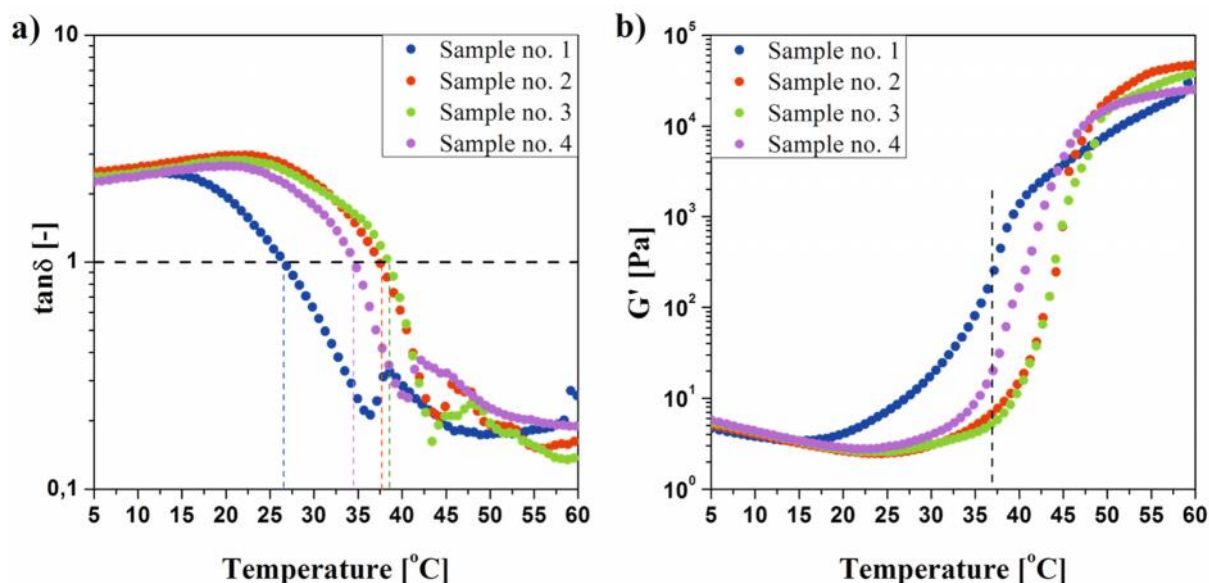 a)
10
1
0,1
tanδ [-]
Sample no. 1
Sample no. 2
Sample no. 3
Sample no. 4
5 10 15 20 25 30 35 40 45 50 55 60
Temperature [°C]
b)
10⁵
10⁴
10³
10²
10¹
10⁰
G' [Pa]
Sample no. 1
Sample no. 2
Sample no. 3
Sample no. 4
5 10 15 20 25 30 35 40 45 50 55 60
Temperature [°C]